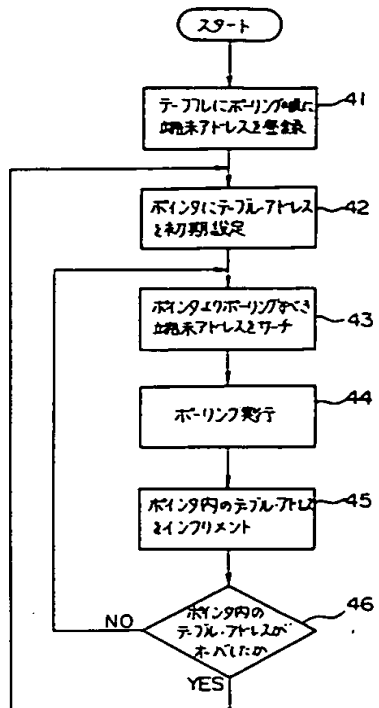 スタート
テーブルにポーリング順に
端末アドレスを登録
41
ポインタにテーブル・アドレス
を初期設定
42
ポインタよりポーリングすべき
端末アドレスをサーチ
43
ポーリング実行
44
ポインタ内のテーブル・アドレス
をインクリメント
45
ポインタ内の
テーブル・アドレスが
オーバしたか
46
NO
YES